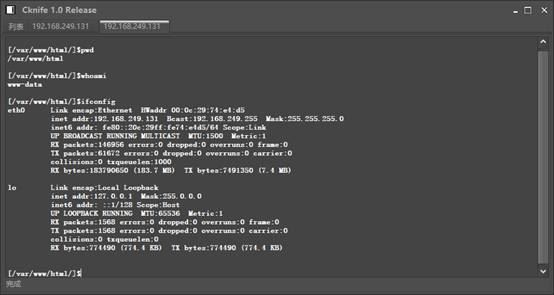 Cknife 1.0 Release
列表 192.168.249.131 192.168.249.131
[/var/www/html/]$pwd
/var/www/html
[/var/www/html/]$whoami
www-data
[/var/www/html/]$ifconfig
eth0 Link encap:Ethernet HWaddr 00:0c:29:74:e4:d5
inet addr:192.168.249.131 Bcast:192.168.249.255 Mask:255.255.255.0
inet6 addr: fe80::20c:29ff:fe74:e4d5/64 Scope:Link
UP BROADCAST RUNNING MULTICAST MTU:1500 Metric:1
RX packets:146956 errors:0 dropped:0 overruns:0 frame:0
TX packets:61672 errors:0 dropped:0 overruns:0 carrier:0
collisions:0 txqueuelen:1000
RX bytes:183790650 (183.7 MB) TX bytes:7491350 (7.4 MB)
lo Link encap:Local Loopback
inet addr:127.0.0.1 Mask:255.0.0.0
inet6 addr: ::1/128 Scope:Host
UP LOOPBACK RUNNING MTU:65536 Metric:1
RX packets:1568 errors:0 dropped:0 overruns:0 frame:0
TX packets:1568 errors:0 dropped:0 overruns:0 carrier:0
collisions:0 txqueuelen:0
RX bytes:774490 (774.4 KB) TX bytes:774490 (774.4 KB)
[/var/www/html/]$
完成